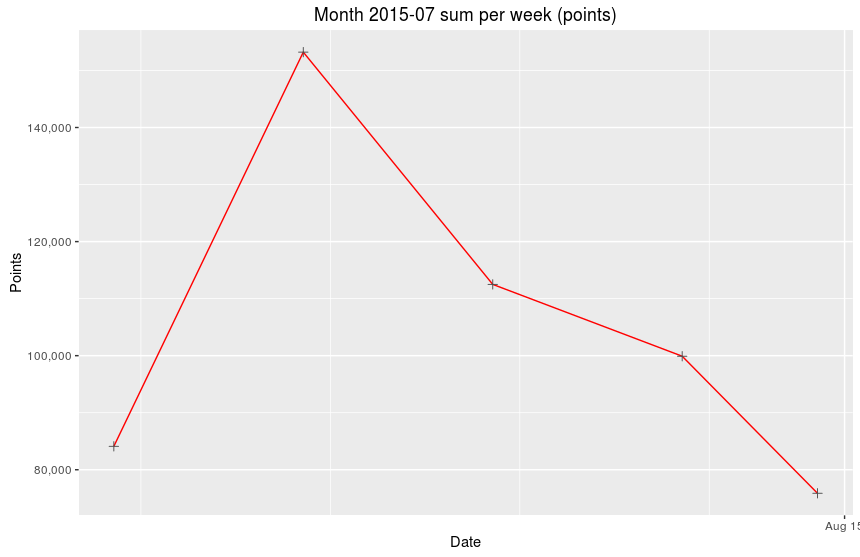 Month 2015-07 sum per week (points)
140,000
120,000
100,000
80,000
Points
Aug 15
Date